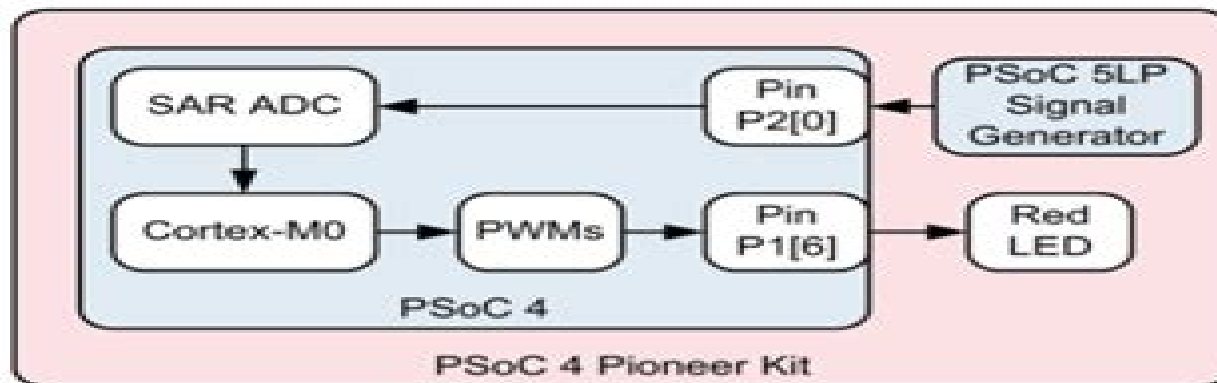 SAR ADC
Pin
P2[0]
PSoC 5LP
Signal
Generator
Cortex-M0
PWMs
Pin
P1[6]
Red
LED
PSoC 4
PSoC 4 Pioneer Kit